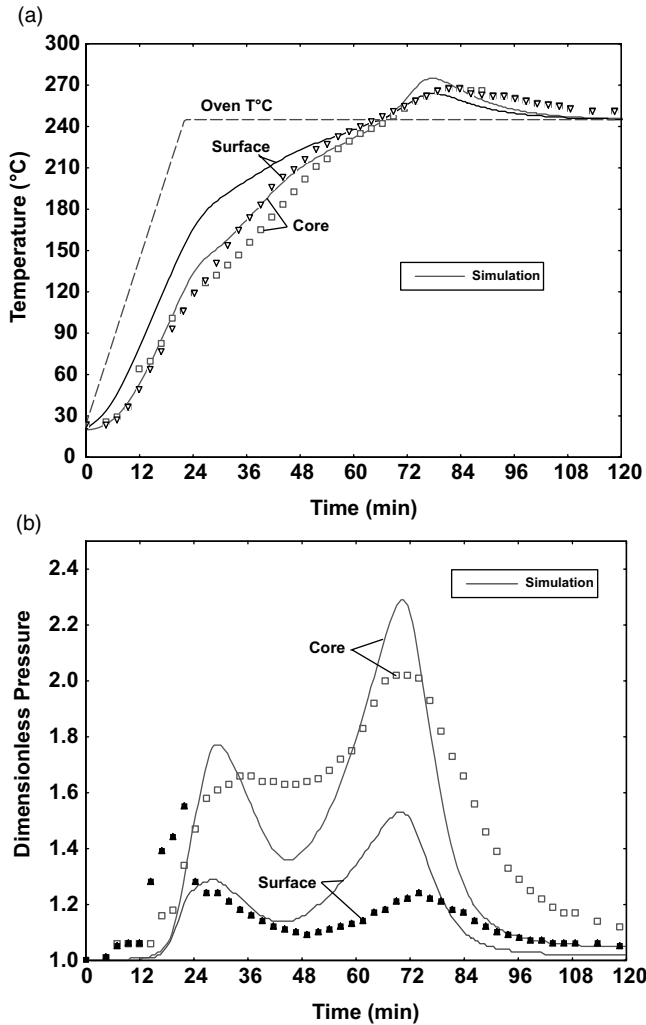 (a)
300
270
240
210
180
150
120
90
60
30
0
Temperature (°C)
Oven T°C
Surface
Core
Simulation
0 12 24 36 48 60 72 84 96 108 120
Time (min)
(b)
2.4
2.2
2.0
1.8
1.6
1.4
1.2
1.0
Dimensionless Pressure
Simulation
Core
Surface
0 12 24 36 48 60 72 84 96 108 120
Time (min)